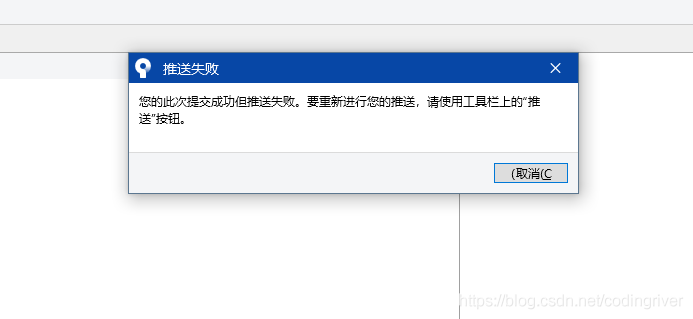 推送失败
您的此次提交成功但推送失败。要重新进行您的推送，请使用工具栏上的“推
送”按钮。
(取消(C
https://blog.csdn.net/codingriver